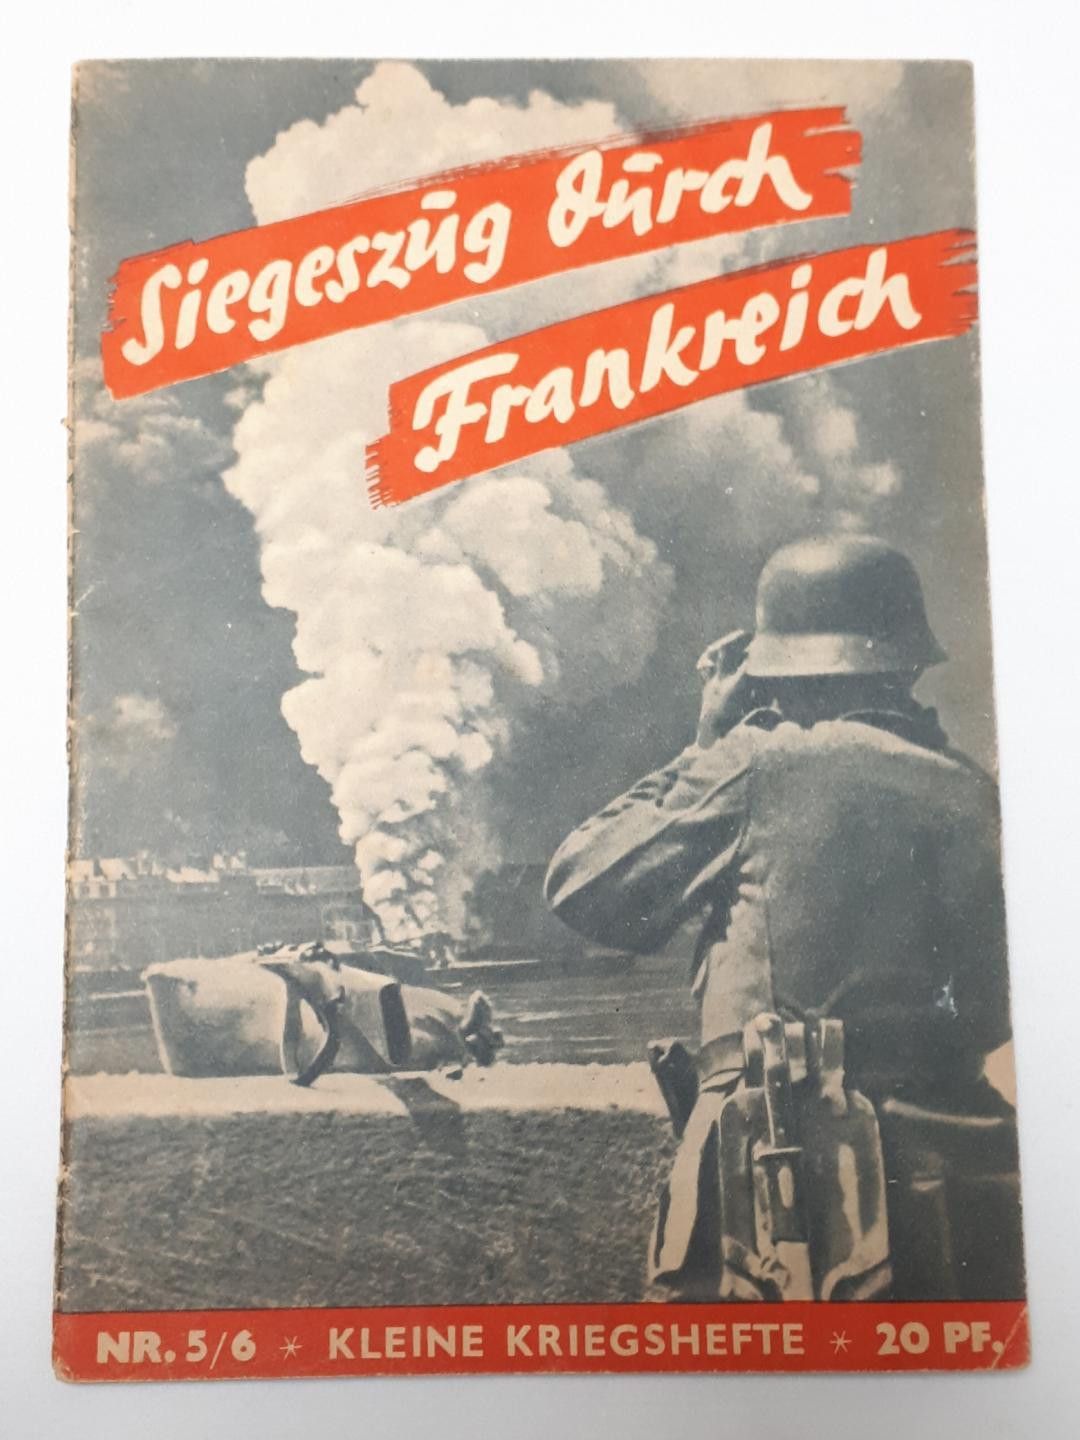 Siegeszug durch
Frankreich
NR. 5/6 * KLEINE KRIEGSHEFTE * 20 PF.